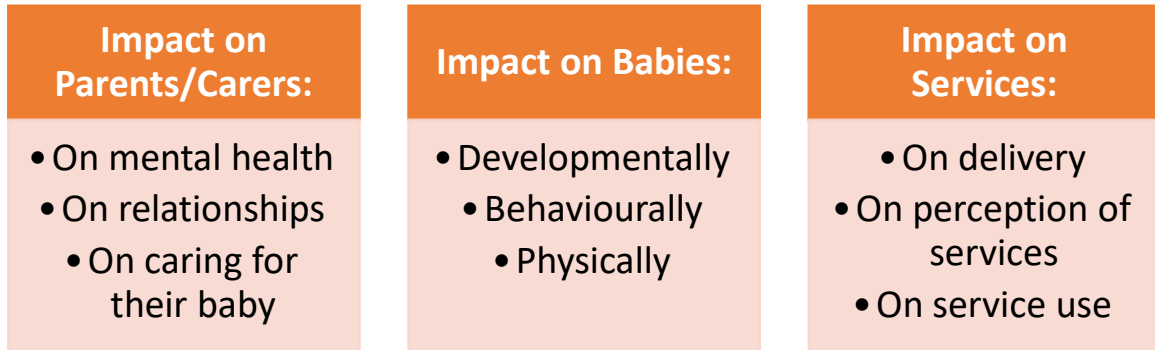 Impact on
Parents/Carers:
• On mental health
• On relationships
• On caring for
their baby
Impact on Babies:
• Developmentally
• Behaviourally
• Physically
Impact on
Services:
• On delivery
• On perception of
services
• On service use